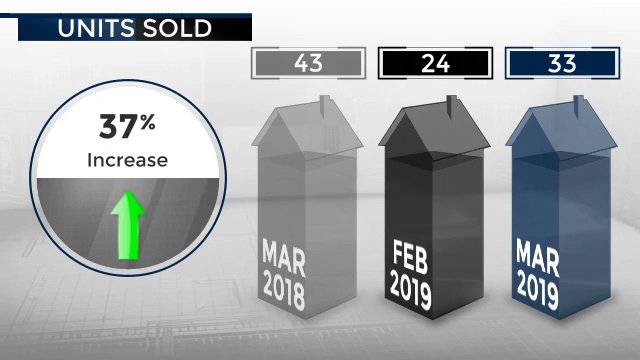 UNITS SOLD
37%
Increase
43
24
33
MAR
2018
FEB
2019
MAR
2019